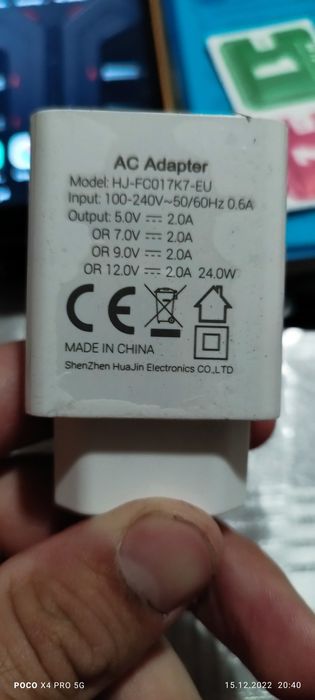 AC Adapter
Model: HJ-FC017K7-EU
Input: 100-240V~50/60Hz 0.6A
Output: 5.0V⎓2.0A
OR 7.0V⎓2.0A
OR 9.0V⎓2.0A
OR 12.0V⎓2.0A 24.0W
CE
MADE IN CHINA
ShenZhen HuaJin Electronics CO.,LTD
POCO X4 PRO 5G
15.12.2022 20:40